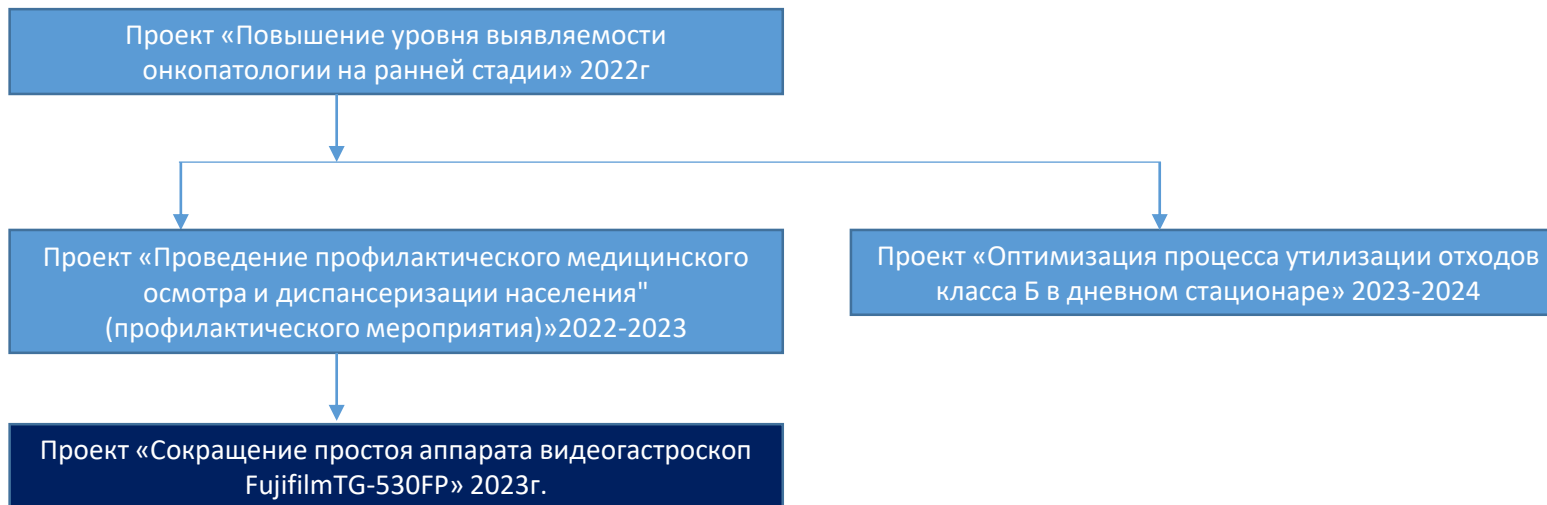 Проект «Повышение уровня выявляемости
онкопатологии на ранней стадии» 2022г
Проект «Проведение профилактического медицинского
осмотра и диспансеризации населения"
(профилактического мероприятия)»2022-2023
Проект «Оптимизация процесса утилизации отходов
класса Б в дневном стационаре» 2023-2024
Проект «Сокращение простоя аппарата видеогастроскоп
FujifilmTG-530FP» 2023г.